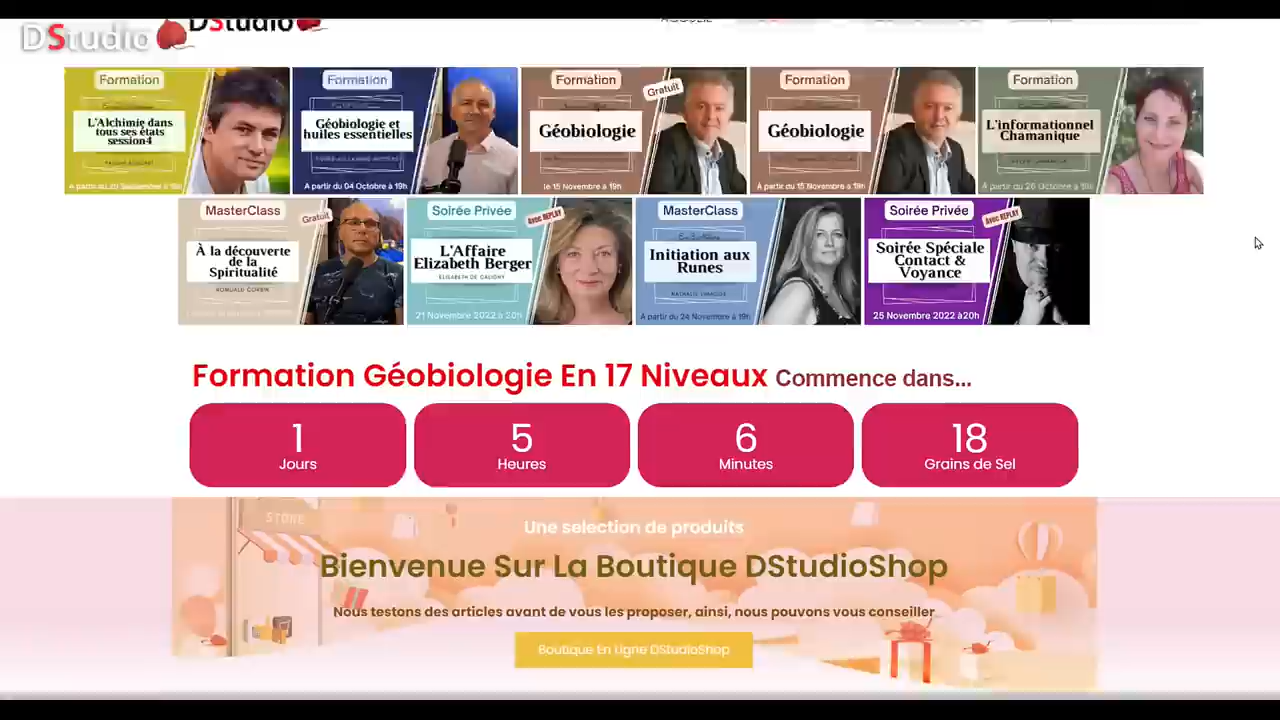 DStudio
DStudio
ACCUEIL
Formation
L'Alchimie dans
tous ses états
session4
Formation
Géobiologie et
huiles essentielles
A partir du 04 Octobre à 19h
Formation
Gratuit
Géobiologie
le 15 Novembre à 19h
Formation
Géobiologie
A partir du 15 Novembre à 19h
Formation
L'informationnel
Chamanique
A partir du 26 Octobre à 19h
MasterClass
Gratuit
À la découverte
de la
Spiritualité
ROMUALD
Soirée Privée
AVEC REPLAY
L'Affaire
Elizabeth Berger
21 Novembre 2022 à 20h
MasterClass
Initiation aux
Runes
A partir du 24 Novembre à 19h
Soirée Privée
AVEC REPLAY
Soirée Spéciale
Contact &
Voyance
25 Novembre 2022 à20h
Formation Géobiologie En 17 Niveaux Commence dans...
1 5 6 18
Jours Heures Minutes Grains de Sel
STORE
Une selection de produits
Bienvenue Sur La Boutique DStudioShop
Nous testons des articles avant de vous les proposer, ainsi, nous pouvons vous conseiller
Boutique En Ligne DStudioShop